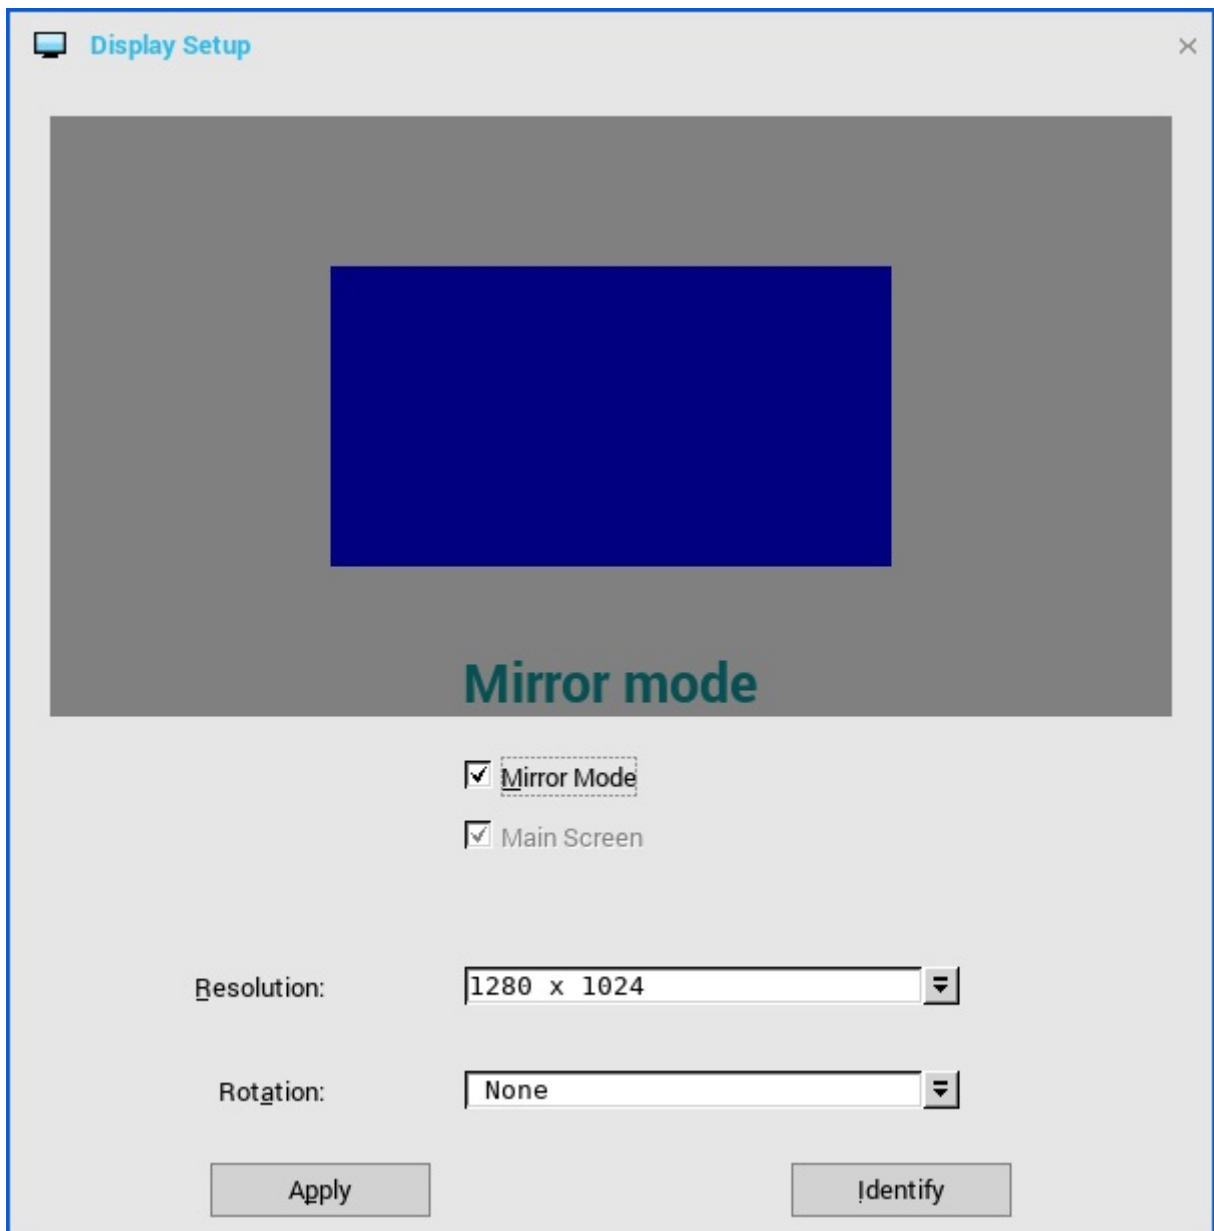 Display Setup
Mirror mode
Mirror Mode
Main Screen
Resolution: 1280 x 1024
Rotation: None
Apply Identify